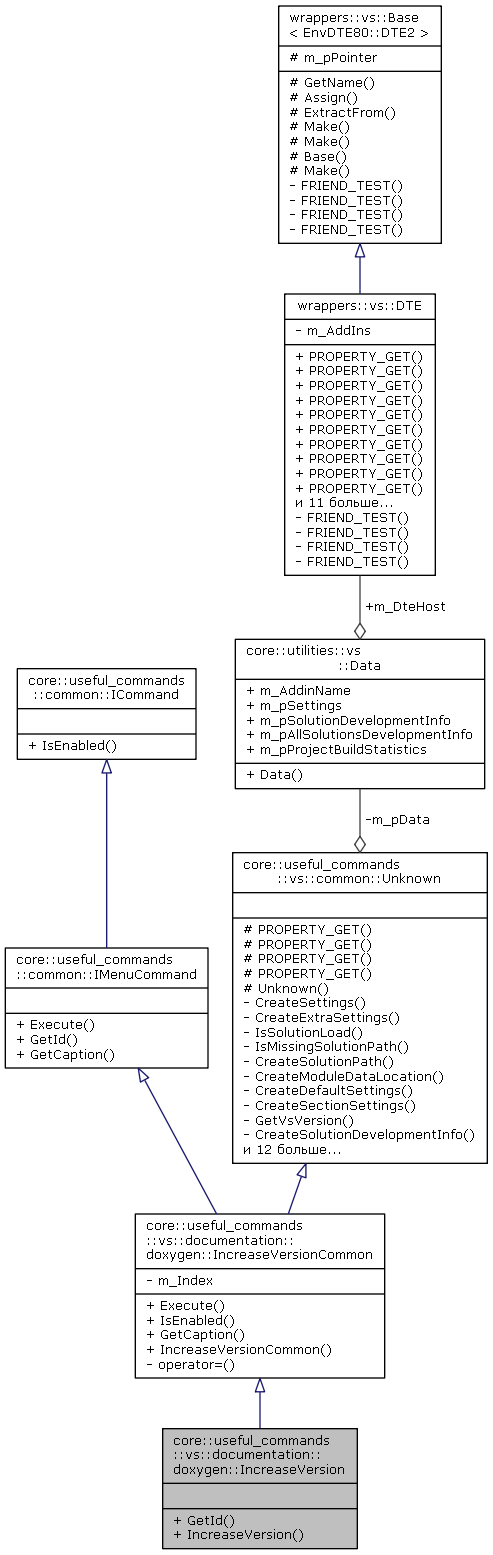 wrappers::vs::Base
< EnvDTE80::DTE2 >
# m_pPointer
# GetName()
# Assign()
# ExtractFrom()
# Make()
# Make()
# Base()
# Make()
- FRIEND_TEST()
- FRIEND_TEST()
- FRIEND_TEST()
- FRIEND_TEST()
wrappers::vs::DTE
- m_AddIns
+ PROPERTY_GET()
+ PROPERTY_GET()
+ PROPERTY_GET()
+ PROPERTY_GET()
+ PROPERTY_GET()
+ PROPERTY_GET()
+ PROPERTY_GET()
+ PROPERTY_GET()
+ PROPERTY_GET()
+ PROPERTY_GET()
и 11 больше...
- FRIEND_TEST()
- FRIEND_TEST()
- FRIEND_TEST()
- FRIEND_TEST()
+m_DteHost
core::utilities::vs
::Data
+ m_AddinName
+ m_pSettings
+ m_pSolutionDevelopmentInfo
+ m_pAllSolutionsDevelopmentInfo
+ m_pProjectBuildStatistics
+ Data()
-m_pData
core::useful_commands
::common::ICommand
+ IsEnabled()
core::useful_commands
::vs::common::Unknown
# PROPERTY_GET()
# PROPERTY_GET()
# PROPERTY_GET()
# PROPERTY_GET()
# Unknown()
- CreateSettings()
- CreateExtraSettings()
- IsSolutionLoad()
- IsMissingSolutionPath()
- CreateSolutionPath()
- CreateModuleDataLocation()
- CreateDefaultSettings()
- CreateSectionSettings()
- GetVsVersion()
- CreateSolutionDevelopmentInfo()
и 12 больше...
core::useful_commands
::common::IMenuCommand
+ Execute()
+ GetId()
+ GetCaption()
core::useful_commands
::vs::documentation::
doxygen::IncreaseVersionCommon
- m_Index
+ Execute()
+ IsEnabled()
+ GetCaption()
+ IncreaseVersionCommon()
- operator=()
core::useful_commands
::vs::documentation::
doxygen::IncreaseVersion
+ GetId()
+ IncreaseVersion()